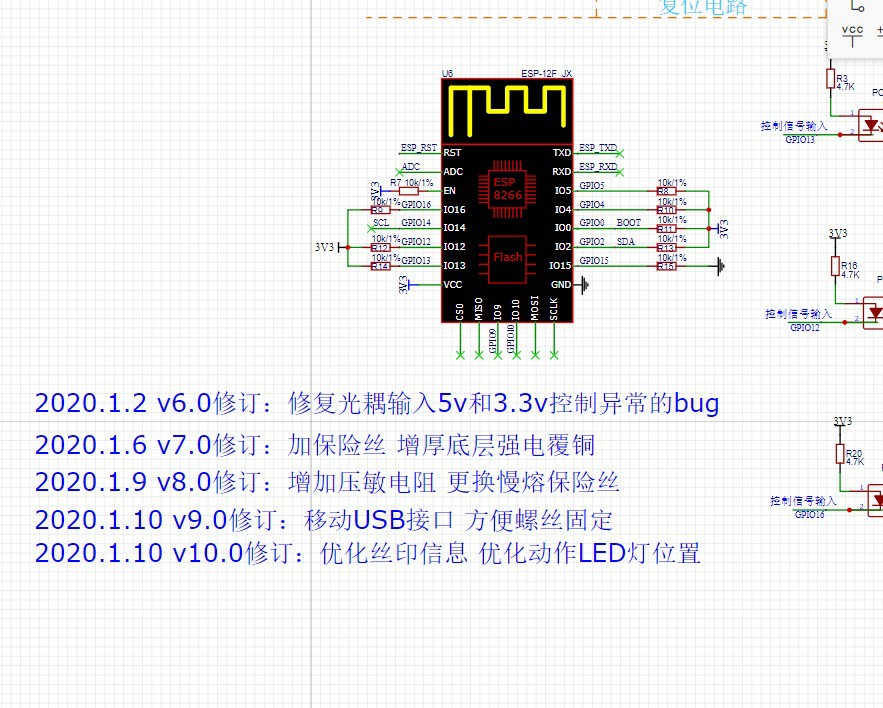 复位电路
vcc
U6 ESP-12F JX
R3
4.7K
控制信号输入
GPIO13
1
2
ESP_RST RST TXD ESP_TXD
ADC ADC RXD ESP_RXD
3V3 R7 10k/1% EN IO5 GPIO5 R8 10k/1%
R9 10k/1% GPIO16 IO16 IO4 GPIO4 R10 10k/1%
SCL GPIO14 IO14 IO0 GPIO0 BOOT R11 10k/1% 3V3
3V3 R12 10k/1% GPIO12 IO12 IO2 GPIO2 SDA R13 10k/1%
R14 10k/1% GPIO13 IO13 IO15 GPIO15 R15 10k/1%
3V3 VCC GND
ESP
8266
Flash
CS0 MISO IO9 IO10 MOSI SCLK
GPIO9 GPIO10
3V3
R16
4.7K
控制信号输入
GPIO12
1
2
2020.1.2 v6.0修订：修复光耦输入5v和3.3v控制异常的bug
2020.1.6 v7.0修订：加保险丝 增厚底层强电覆铜
2020.1.9 v8.0修订：增加压敏电阻 更换慢熔保险丝
2020.1.10 v9.0修订：移动USB接口 方便螺丝固定
2020.1.10 v10.0修订：优化丝印信息 优化动作LED灯位置
3V3
R20
4.7K
控制信号输入
GPIO16
1
2